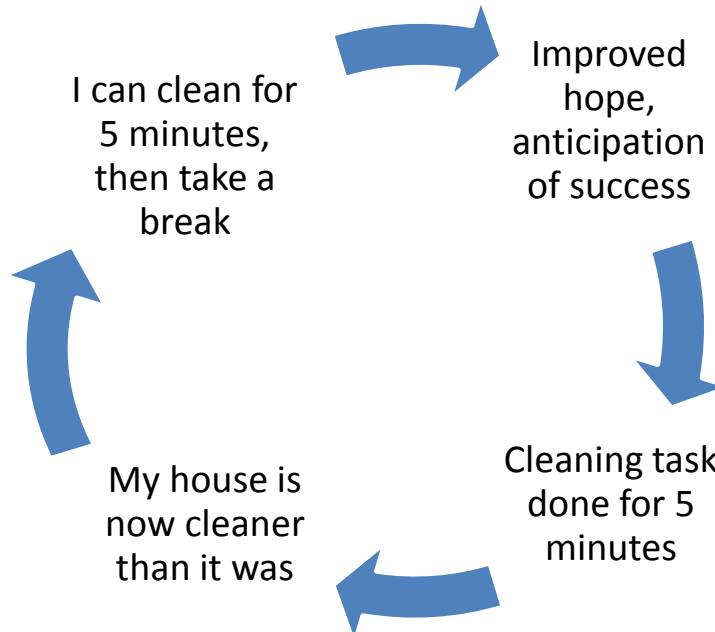 I can clean for
5 minutes,
then take a
break
Improved
hope,
anticipation
of success
Cleaning task
done for 5
minutes
My house is
now cleaner
than it was